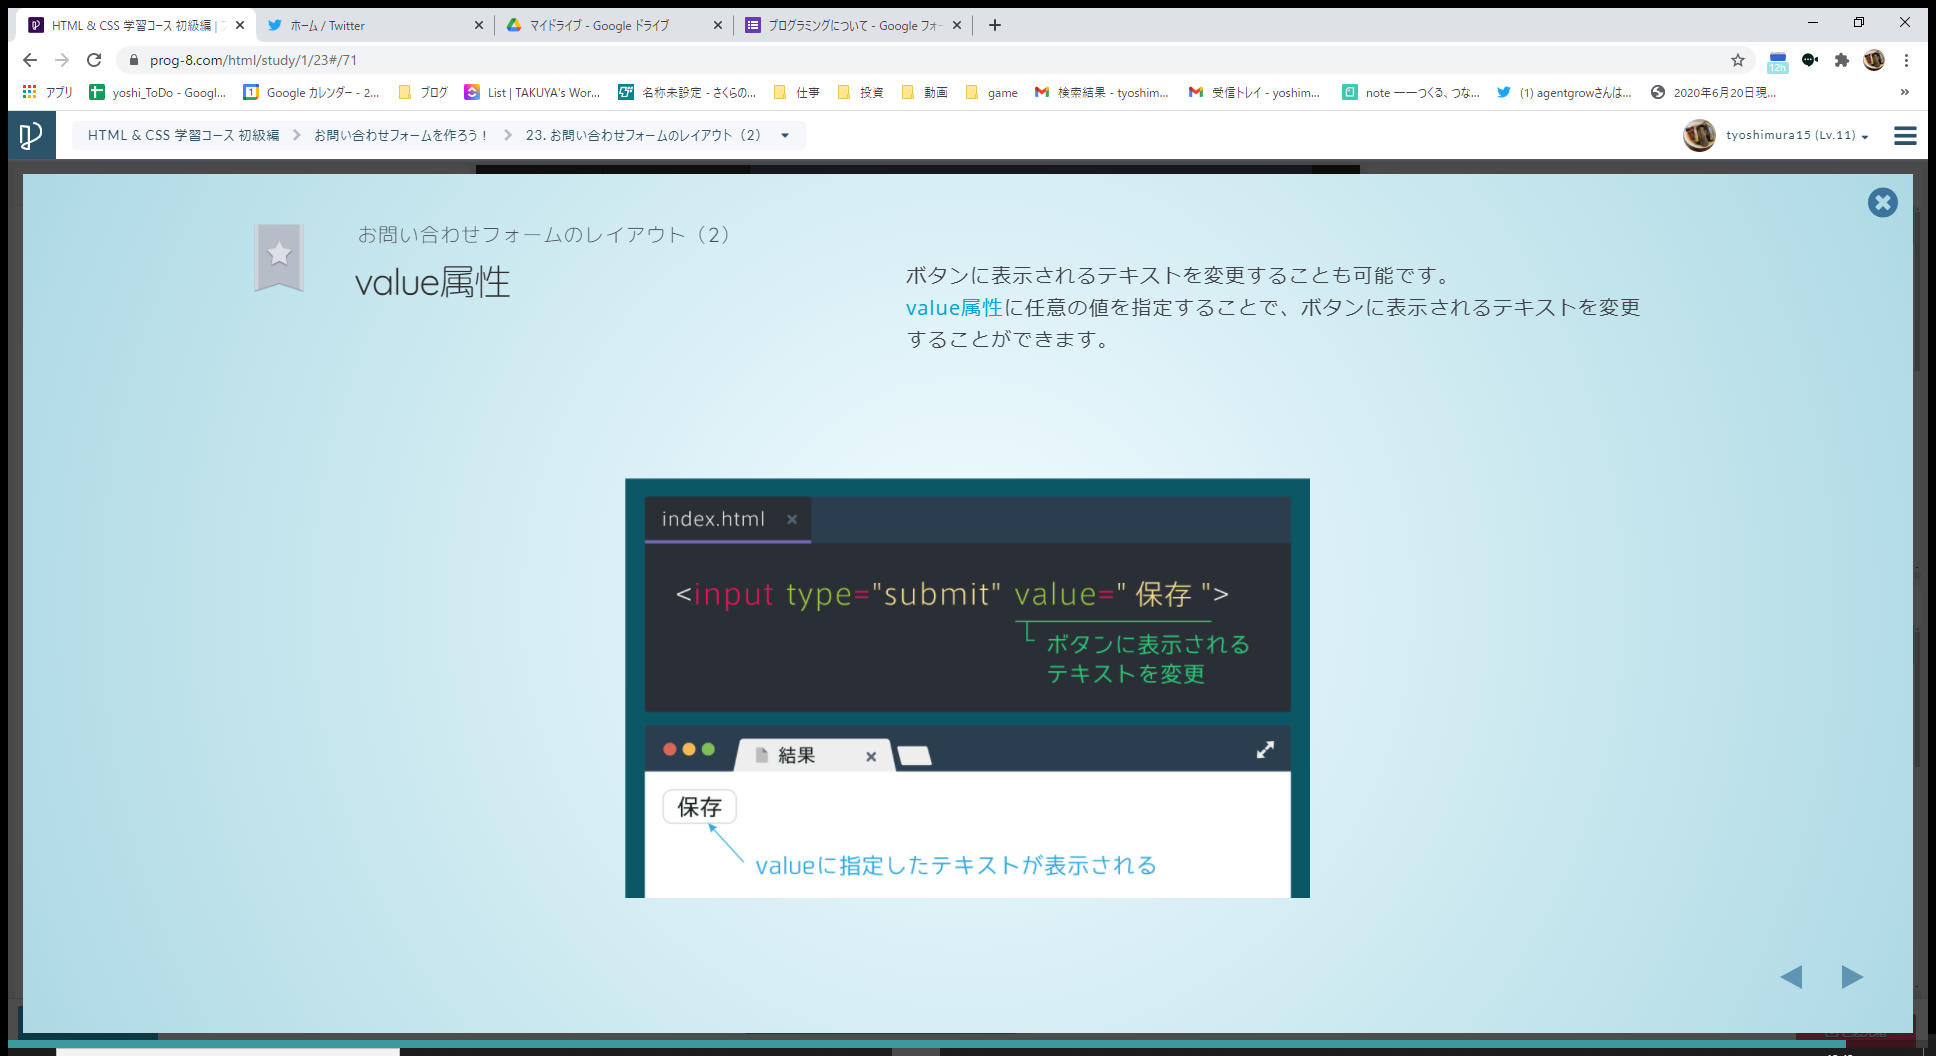 HTML & CSS 学習コース 初級編 |
ホーム / Twitter
マイドライブ - Google ドライブ
プログラミングについて - Google フォー
prog-8.com/html/study/1/23#/71
12h
アプリ
yoshi_ToDo - Googl...
Google カレンダー - 2...
ブログ
List | TAKUYA's Wor...
名称未設定 - さくらの...
仕事
投資
動画
game
検索結果 - tyoshim...
受信トレイ - yoshim...
note ――つくる、つな...
(1) agentgrowさんは...
2020年6月20日現...
»
HTML & CSS 学習コース 初級編
お問い合わせフォームを作ろう！
23. お問い合わせフォームのレイアウト（2）
tyoshimura15 (Lv.11)
お問い合わせフォームのレイアウト（2）
value属性
ボタンに表示されるテキストを変更することも可能です。
value属性に任意の値を指定することで、ボタンに表示されるテキストを変更
することができます。
index.html
<input type="submit" value=" 保存 ">
ボタンに表示される
テキストを変更
結果
保存
valueに指定したテキストが表示される